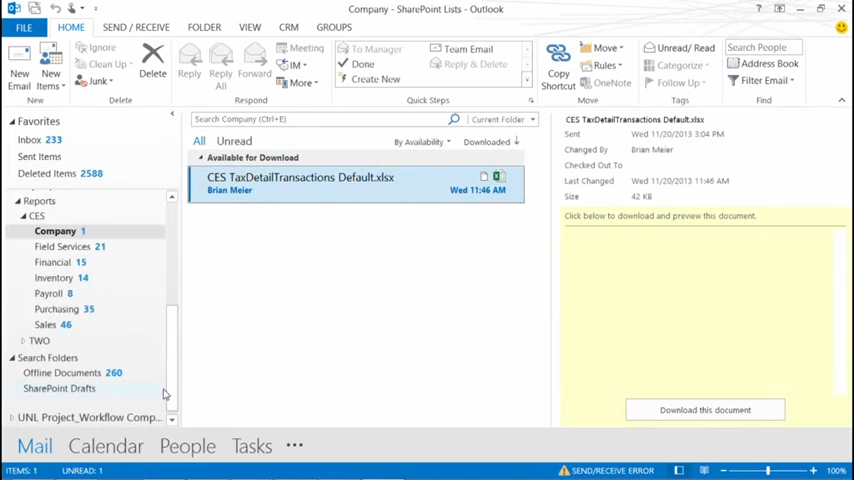 Company - SharePoint Lists - Outlook
FILE HOME SEND / RECEIVE FOLDER VIEW CRM GROUPS
New Email
New Items
New
Ignore
Clean Up
Junk
Delete
Delete
Reply
Reply All
Forward
Meeting
IM
More
Respond
To Manager
Done
Create New
Team Email
Reply & Delete
Quick Steps
Copy Shortcut
Move
Rules
OneNote
Move
Unread/ Read
Categorize
Follow Up
Tags
Search People
Address Book
Filter Email
Find
Favorites
Inbox 233
Sent Items
Deleted Items 2588
Reports
CES
Company 1
Field Services 21
Financial 15
Inventory 14
Payroll 8
Purchasing 35
Sales 46
TWO
Search Folders
Offline Documents 260
SharePoint Drafts
UNL Project_Workflow Comp...
Search Company (Ctrl+E)
Current Folder
All Unread By Availability Downloaded
Available for Download
CES TaxDetailTransactions Default.xlsx
Brian Meier Wed 11:46 AM
CES TaxDetailTransactions Default.xlsx
Sent Wed 11/20/2013 3:04 PM
Changed By Brian Meier
Checked Out To
Last Changed Wed 11/20/2013 11:46 AM
Size 42 KB
Click below to download and preview this document.
Download this document
Mail Calendar People Tasks
ITEMS: 1 UNREAD: 1 SEND/RECEIVE ERROR 100%